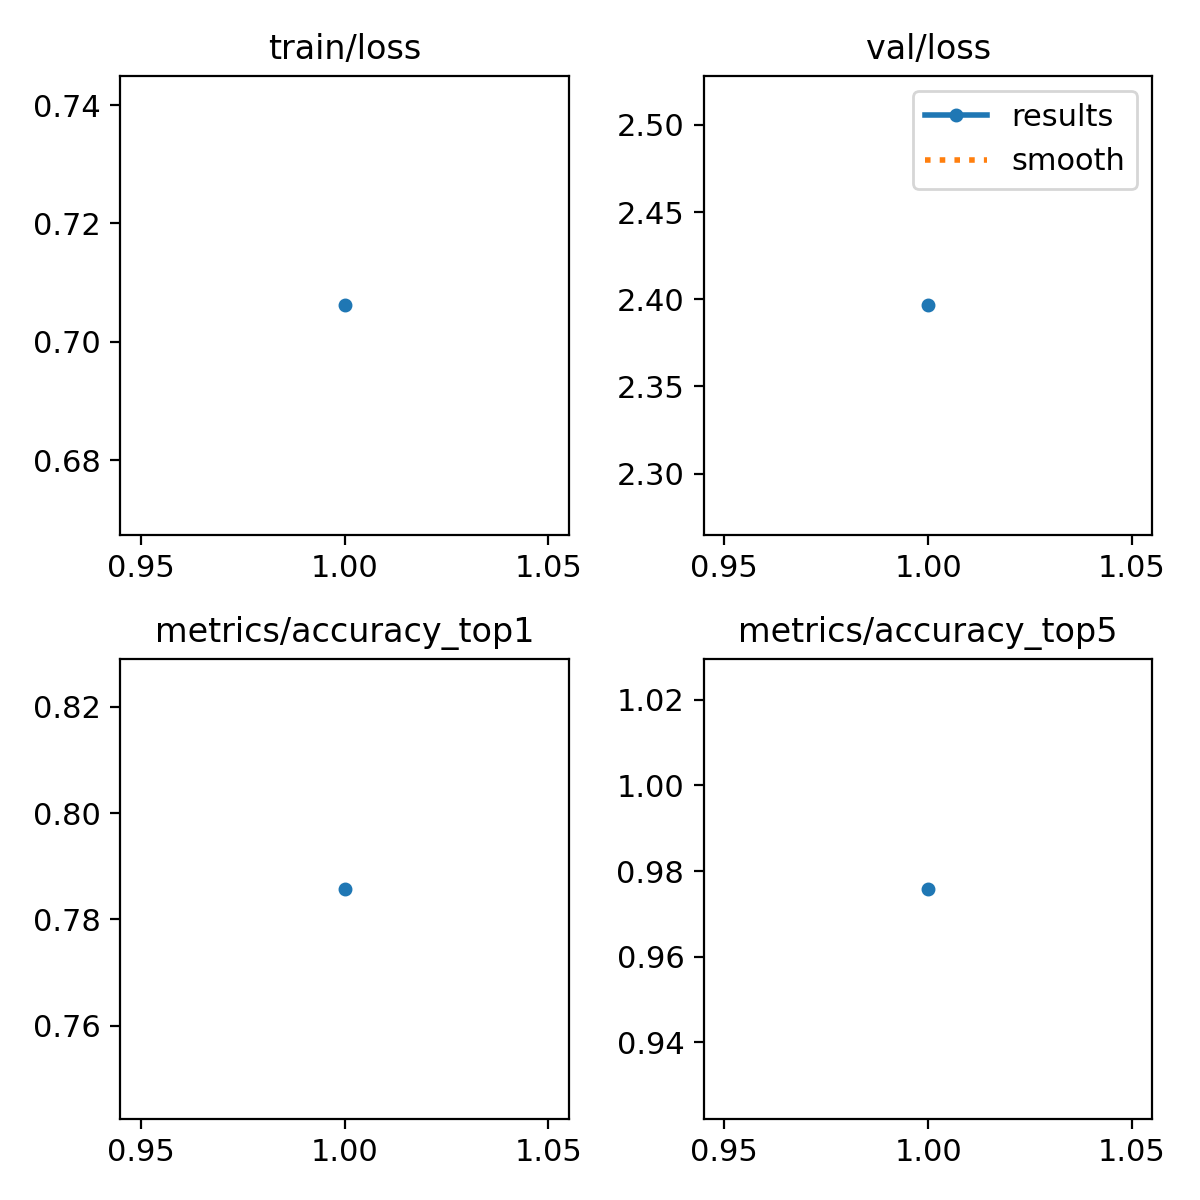 train/loss
0.74
0.72
0.70
0.68
0.95 1.00 1.05
val/loss
results
smooth
2.50
2.45
2.40
2.35
2.30
0.95 1.00 1.05
metrics/accuracy_top1
0.82
0.80
0.78
0.76
0.95 1.00 1.05
metrics/accuracy_top5
1.02
1.00
0.98
0.96
0.94
0.95 1.00 1.05